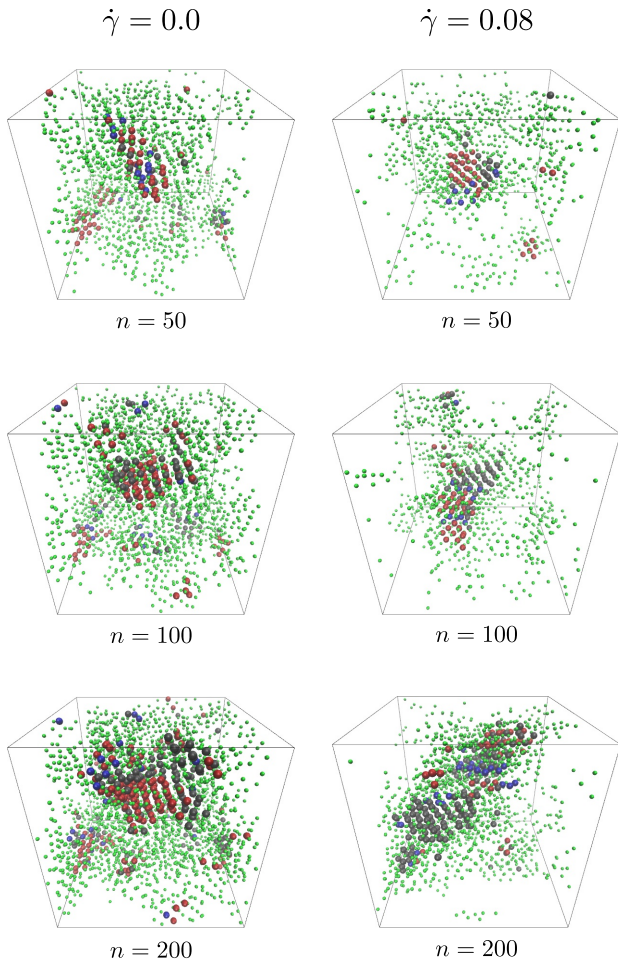 γ̇ = 0.0 γ̇ = 0.08
n = 50 n = 50
n = 100 n = 100
n = 200 n = 200